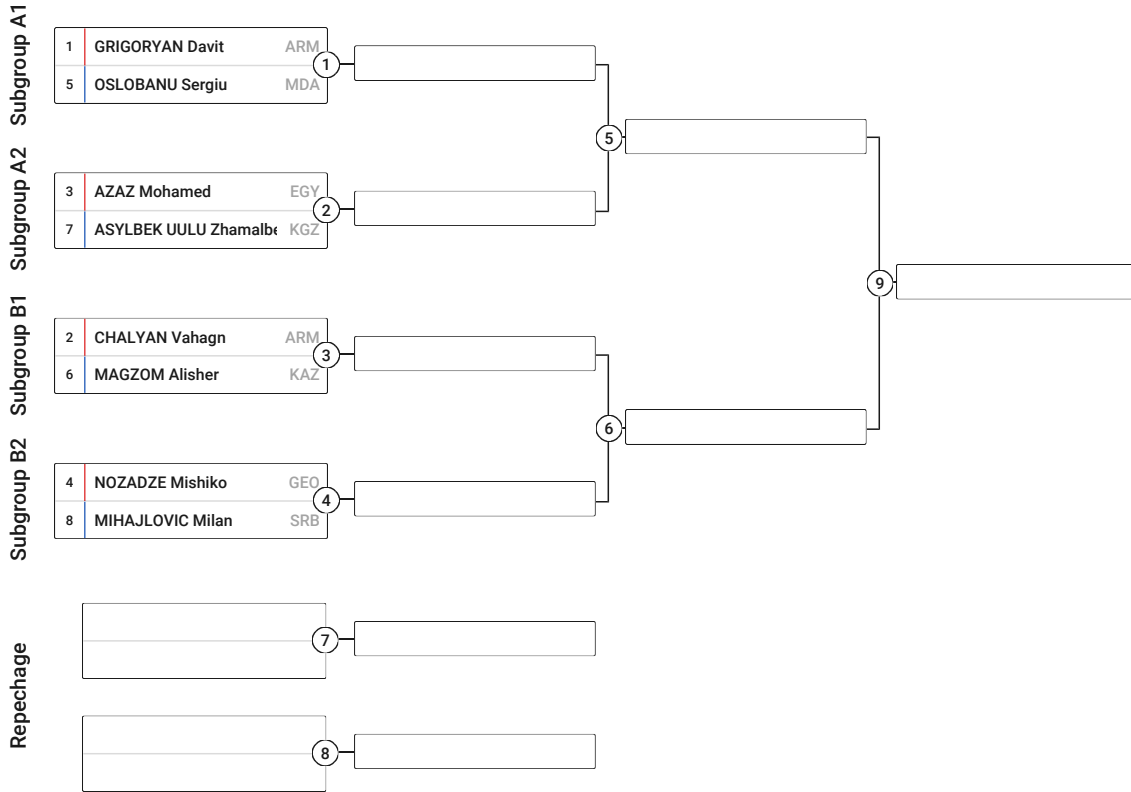 Subgroup A1
1 GRIGORYAN Davit ARM
5 OSLOBANU Sergiu MDA
1
5
Subgroup A2
3 AZAZ Mohamed EGY
7 ASYLBEK UULU Zhamalbe KGZ
2
9
Subgroup B1
2 CHALYAN Vahagn ARM
6 MAGZOM Alisher KAZ
3
6
Subgroup B2
4 NOZADZE Mishiko GEO
8 MIHAJLOVIC Milan SRB
4
Repechage
7
8